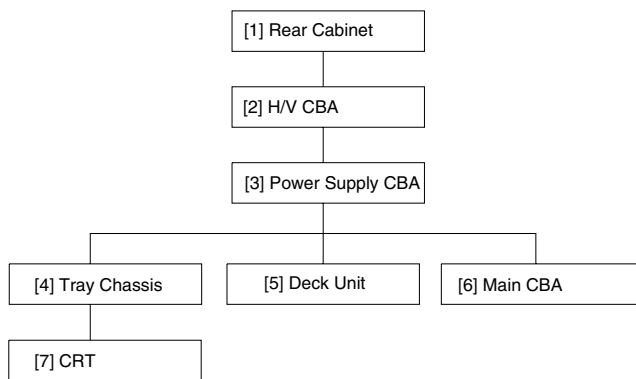 [1] Rear Cabinet
[2] H/V CBA
[3] Power Supply CBA
[4] Tray Chassis
[5] Deck Unit
[6] Main CBA
[7] CRT